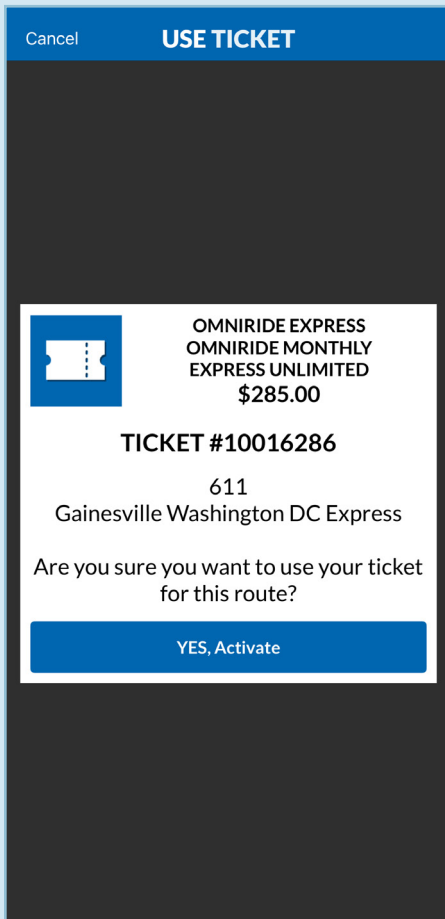 Cancel
USE TICKET
OMNIRIDE EXPRESS
OMNIRIDE MONTHLY
EXPRESS UNLIMITED
$285.00
TICKET #10016286
611
Gainesville Washington DC Express
Are you sure you want to use your ticket
for this route?
YES, Activate